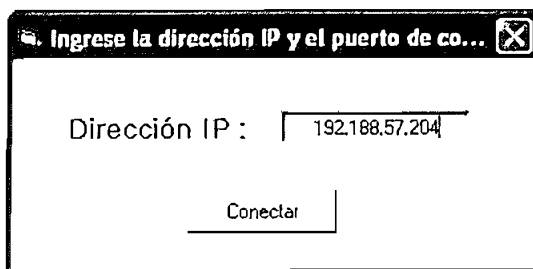 Ingrese la dirección IP y el puerto de co...
Dirección IP : 192.188.57.204
Conectar